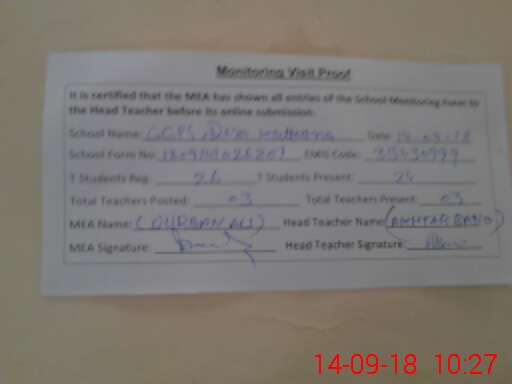 Monitoring Visit Proof
It is certified that the MEA has shown all entries of the School Monitoring Form to
the Head Teacher before its online submission:
School Name: GGPS Date: 14-09-18
School Form No: EMIS Code:
T Students Reg: T Students Present: 24
Total Teachers Posted: 03 Total Teachers Present: 03
MEA Name: (QURBAN ALI) Head Teacher Name: (AKHTAR BANO)
MEA Signature: Head Teacher Signature:
14-09-18 10:27